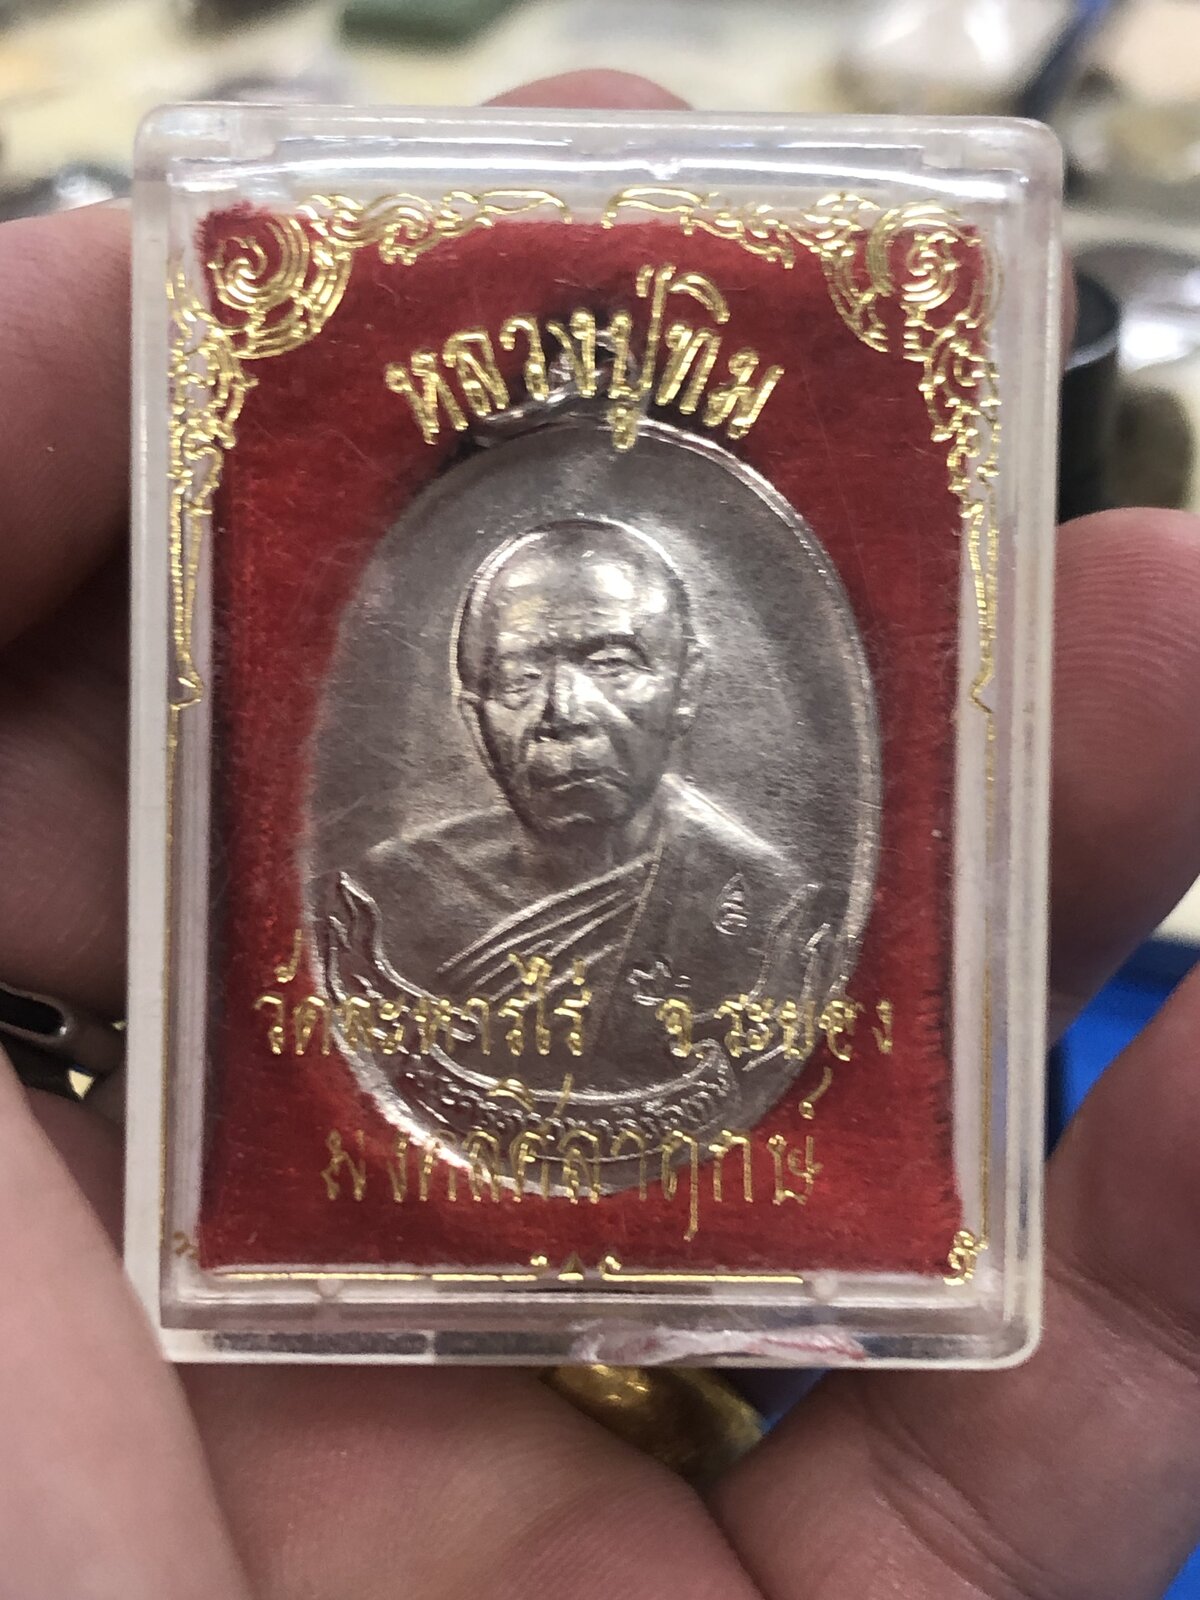 หลวงปู่ทิม
วัดละหารไร่ จ.ระยอง
มงคลศิลาฤกษ์